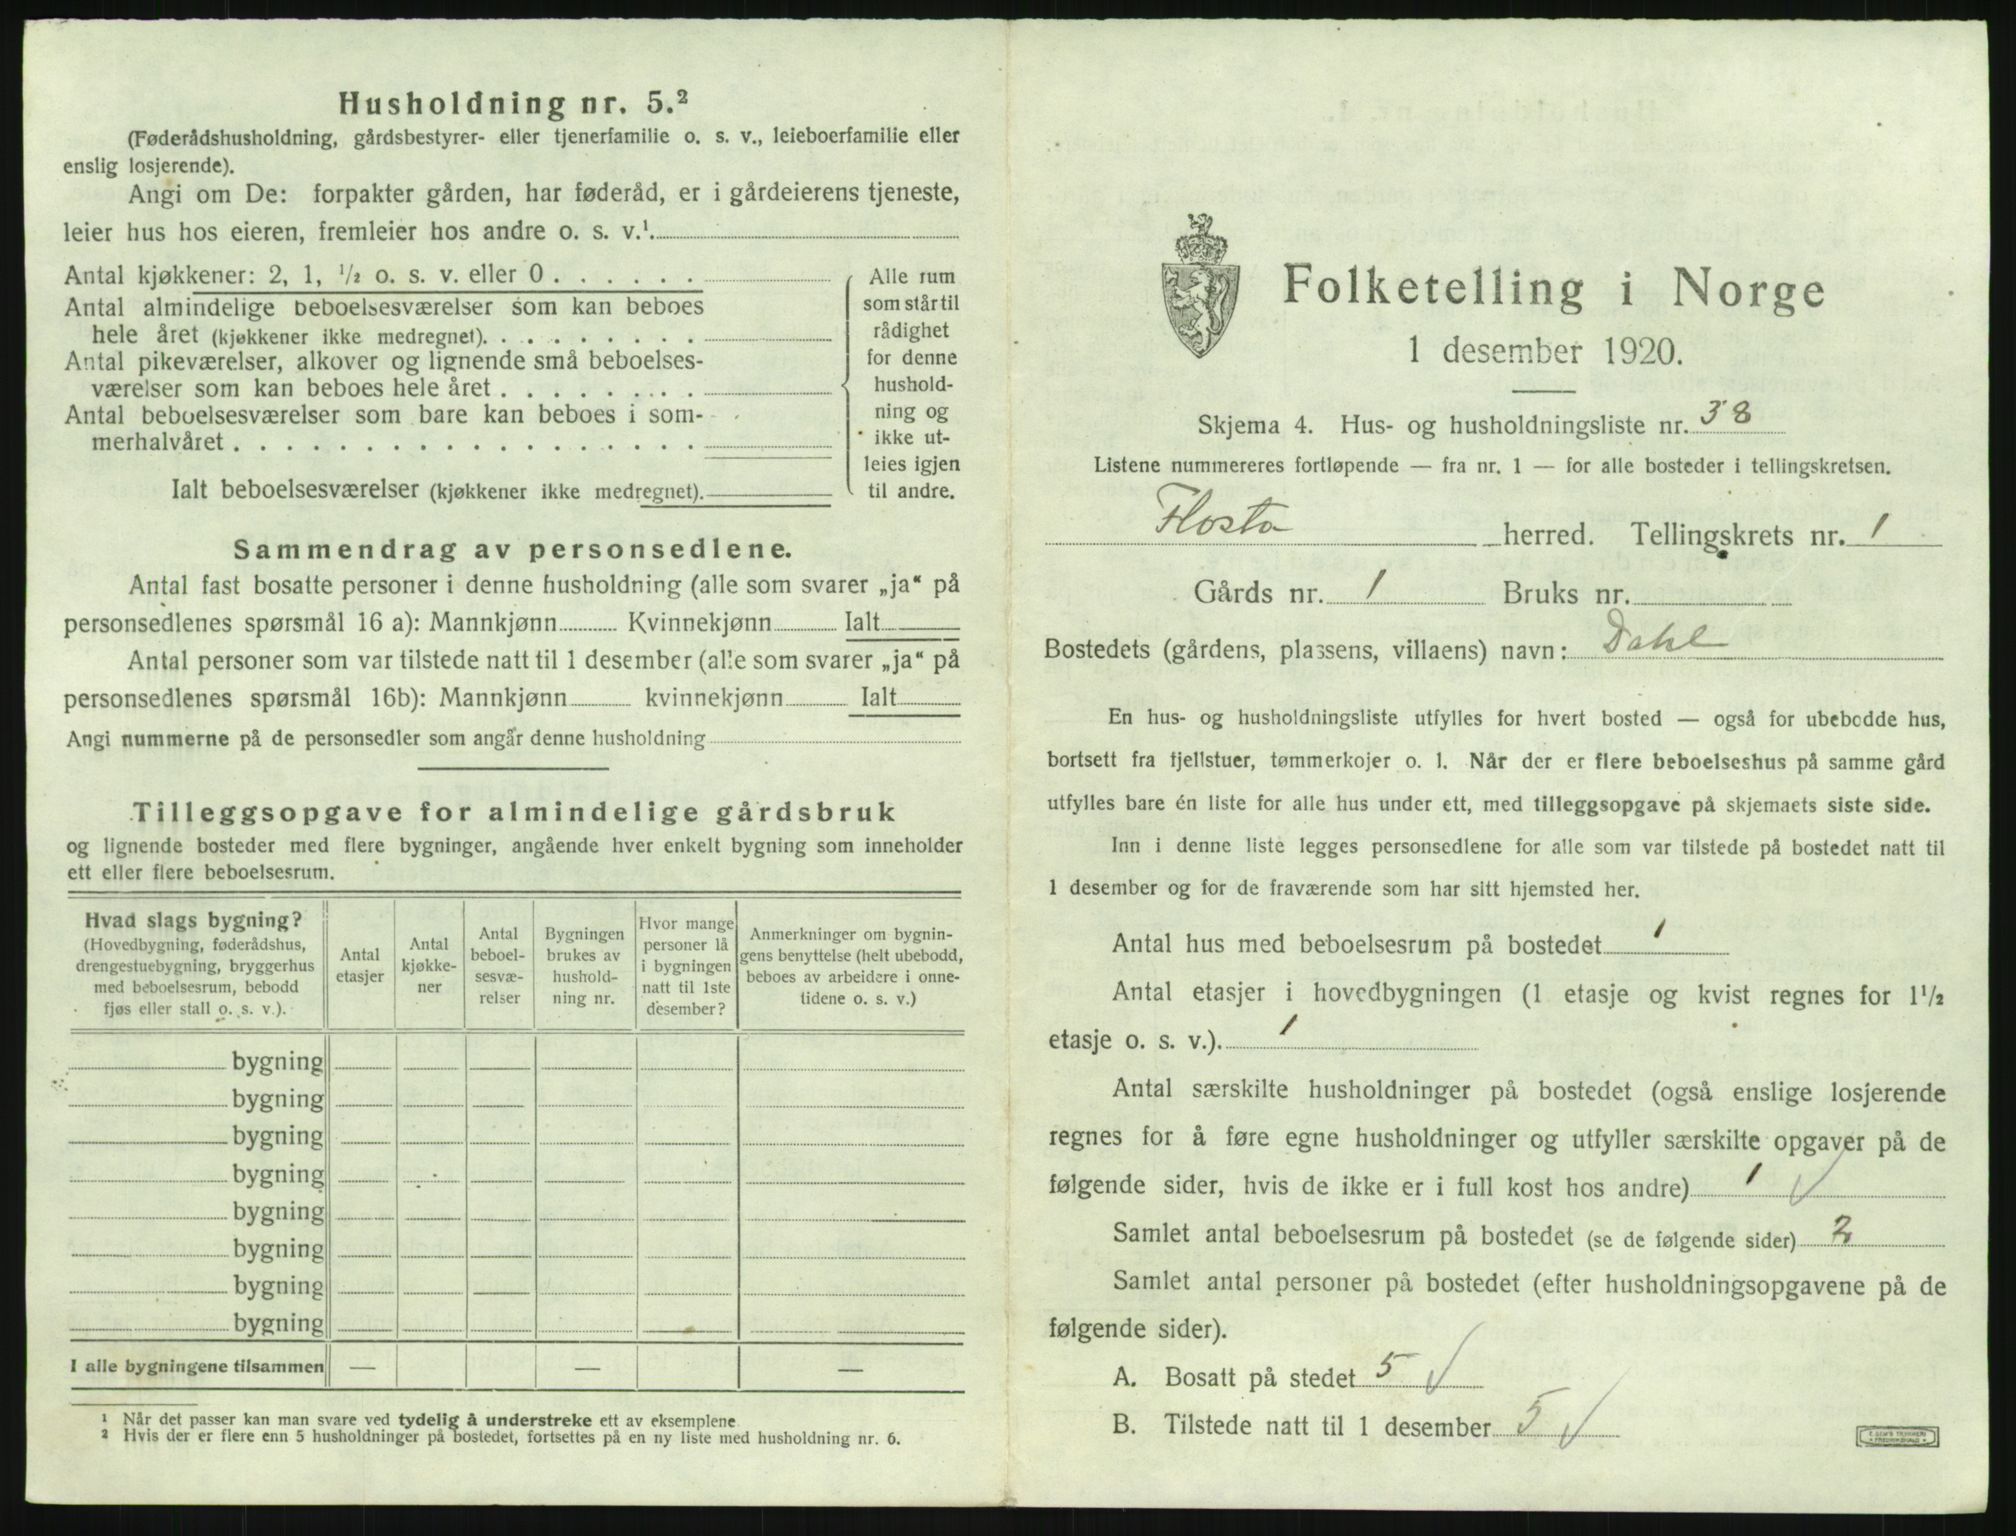 Husholdning nr. 5.²
(Føderådshusholdning, gårdsbestyrer- eller tjenerfamilie o. s. v., leieboerfamilie eller
enslig losjerende).
Angi om De: forpakter gården, har føderåd, er i gårdeierens tjeneste,
leier hus hos eieren, fremleier hos andre o. s. v.¹.
Antal kjøkkener: 2, 1, ½ o. s. v. eller 0 . . . . . .
Antal almindelige beboelsesværelser som kan beboes
hele året (kjøkkener ikke medregnet). . . . . . . . .
Antal pikeværelser, alkover og lignende små beboelses-
værelser som kan beboes hele året . . . . . . . .
Antal beboelsesværelser som bare kan beboes i som-
merhalvåret . . . . . . . . . . . . . . . . . .
Ialt beboelsesværelser (kjøkkener ikke medregnet).
Alle rum
som står til
rådighet
for denne
hushold-
ning og
ikke ut-
leies igjen
til andre.
Sammendrag av personsedlene.
Antal fast bosatte personer i denne husholdning (alle som svarer „ja“ på
personsedlenes spørsmål 16 a): Mannkjønn Kvinnekjønn Ialt
Antal personer som var tilstede natt til 1 desember (alle som svarer „ja“ på
personsedlenes spørsmål 16b): Mannkjønn kvinnekjønn Ialt
Angi nummerne på de personsedler som angår denne husholdning
Tilleggsopgave for almindelige gårdsbruk
og lignende bosteder med flere bygninger, angående hver enkelt bygning som inneholder
ett eller flere beboelsesrum.
Hvad slags bygning?
(Hovedbygning, føderådshus,
drengestuebygning, bryggerhus
med beboelsesrum, bebodd
fjøs eller stall o. s. v.).
Antal
etasjer
Antal
kjøkke-
ner
Antal
beboel-
sesvæ-
relser
Bygningen
brukes av
hushold-
ning nr.
Hvor mange
personer lå
i bygningen
natt til 1ste
desember?
Anmerkninger om bygnin-
gens benyttelse (helt ubebodd,
beboes av arbeidere i onne-
tidene o. s. v.)
bygning
bygning
bygning
bygning
bygning
bygning
bygning
bygning
I alle bygningene tilsammen — — —
¹ Når det passer kan man svare ved tydelig å understreke ett av eksemplene
² Hvis der er flere enn 5 husholdninger på bostedet, fortsettes på en ny liste med husholdning nr. 6.
Folketelling i Norge
1 desember 1920.
Skjema 4. Hus- og husholdningsliste nr. 38
Listene nummereres fortløpende — fra nr. 1 — for alle bosteder i tellingskretsen.
Flosta herred. Tellingskrets nr. 1
Gårds nr. 1 Bruks nr.
Bostedets (gårdens, plassens, villaens) navn: Dahl
En hus- og husholdningsliste utfylles for hvert bosted — også for ubebodde hus,
bortsett fra fjellstuer, tømmerkojer o. l. Når der er flere beboelseshus på samme gård
utfylles bare én liste for alle hus under ett, med tilleggsopgave på skjemaets siste side.
Inn i denne liste legges personsedlene for alle som var tilstede på bostedet natt til
1 desember og for de fraværende som har sitt hjemsted her.
Antal hus med beboelsesrum på bostedet 1
Antal etasjer i hovedbygningen (1 etasje og kvist regnes for 1½
etasje o. s. v.). 1
Antal særskilte husholdninger på bostedet (også enslige losjerende
regnes for å føre egne husholdninger og utfyller særskilte opgaver på de
følgende sider, hvis de ikke er i full kost hos andre) 1 √
Samlet antal beboelsesrum på bostedet (se de følgende sider) 2
Samlet antal personer på bostedet (efter husholdningsopgavene på de
følgende sider).
A. Bosatt på stedet 5 √
B. Tilstede natt til 1 desember 5 √